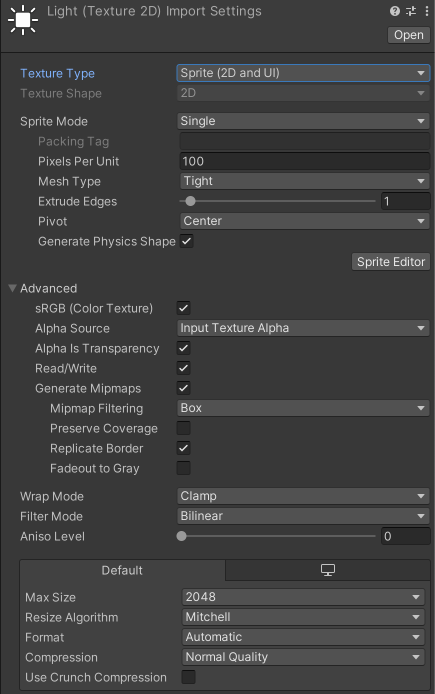 Light (Texture 2D) Import Settings
Open
Texture Type Sprite (2D and UI)
Texture Shape 2D
Sprite Mode Single
Packing Tag
Pixels Per Unit 100
Mesh Type Tight
Extrude Edges 1
Pivot Center
Generate Physics Shape
Sprite Editor
Advanced
sRGB (Color Texture)
Alpha Source Input Texture Alpha
Alpha Is Transparency
Read/Write
Generate Mipmaps
Mipmap Filtering Box
Preserve Coverage
Replicate Border
Fadeout to Gray
Wrap Mode Clamp
Filter Mode Bilinear
Aniso Level 0
Default
Max Size 2048
Resize Algorithm Mitchell
Format Automatic
Compression Normal Quality
Use Crunch Compression